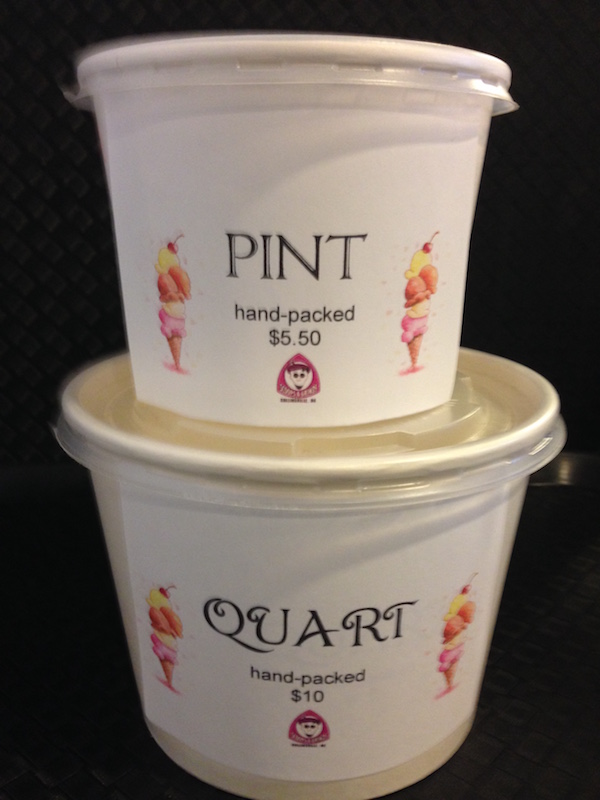 PINT
hand-packed
$5.50
QUART
hand-packed
$10